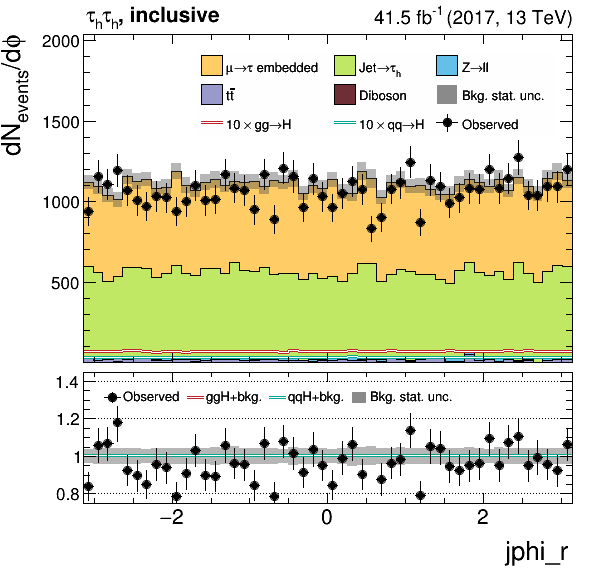 τhτh, inclusive 41.5 fb-1 (2017, 13 TeV)
dNevents/dϕ
2000
1500
1000
500
μ→τ embedded Jet→τh Z→ll
tt̄ Diboson Bkg. stat. unc.
10 × gg→H 10 × qq→H Observed
1.4
1.2
1
0.8
Observed ggH+bkg. qqH+bkg. Bkg. stat. unc.
−2 0 2
jphi_r